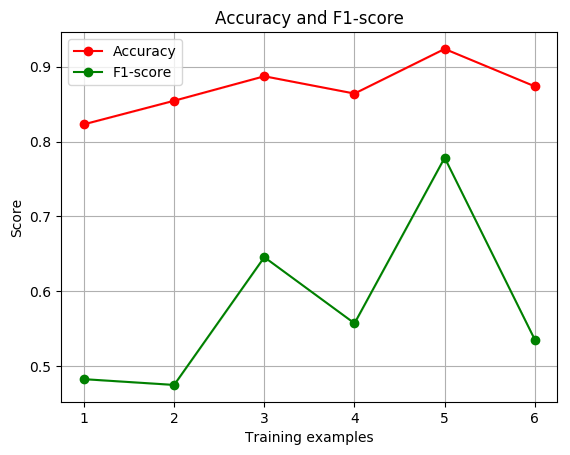 Accuracy and F1-score
Accuracy
F1-score
0.9
0.8
0.7
0.6
0.5
Score
1 2 3 4 5 6
Training examples